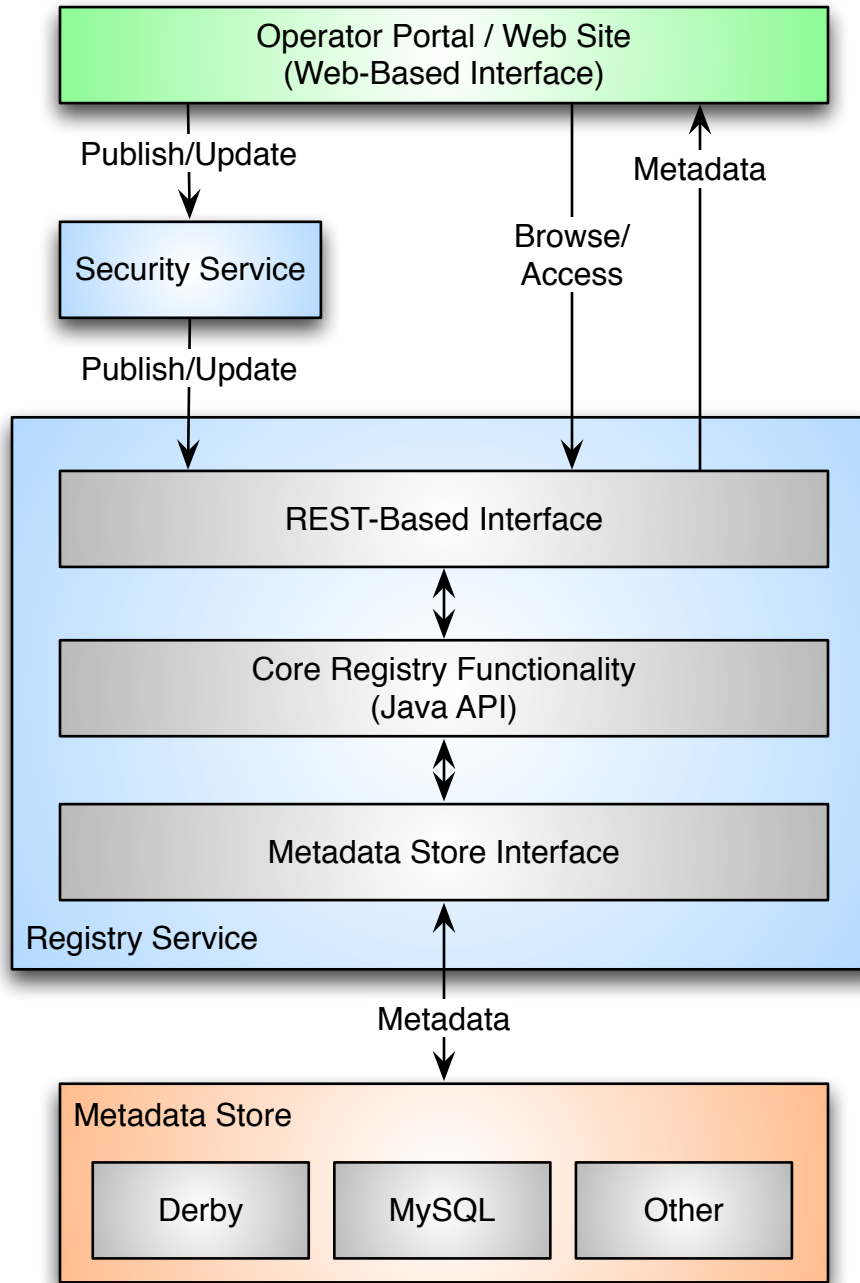 Operator Portal / Web Site
(Web-Based Interface)
Publish/Update
Metadata
Browse/
Access
Security Service
Publish/Update
REST-Based Interface
Core Registry Functionality
(Java API)
Metadata Store Interface
Registry Service
Metadata
Metadata Store
Derby
MySQL
Other